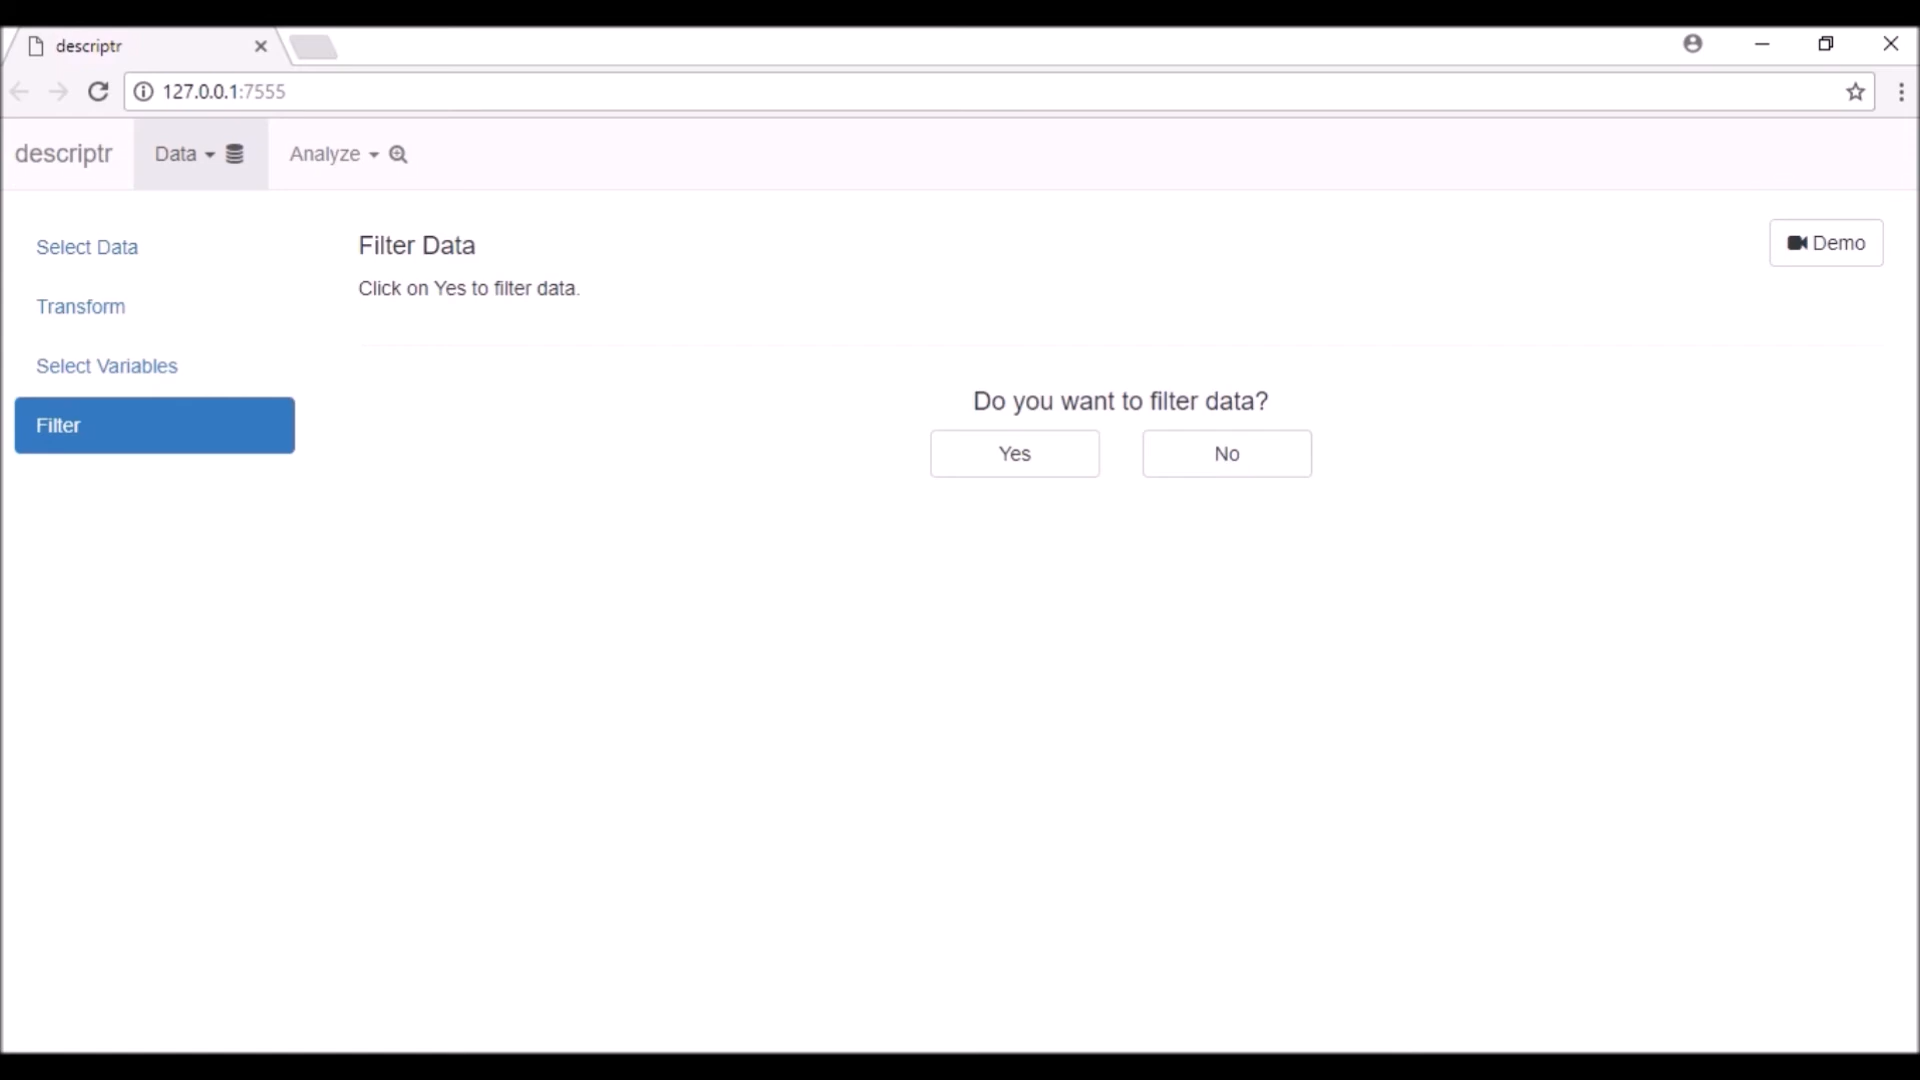 descriptr
127.0.0.1:7555
descriptr
Data
Analyze
Select Data
Transform
Select Variables
Filter
Filter Data
Click on Yes to filter data.
Demo
Do you want to filter data?
Yes
No